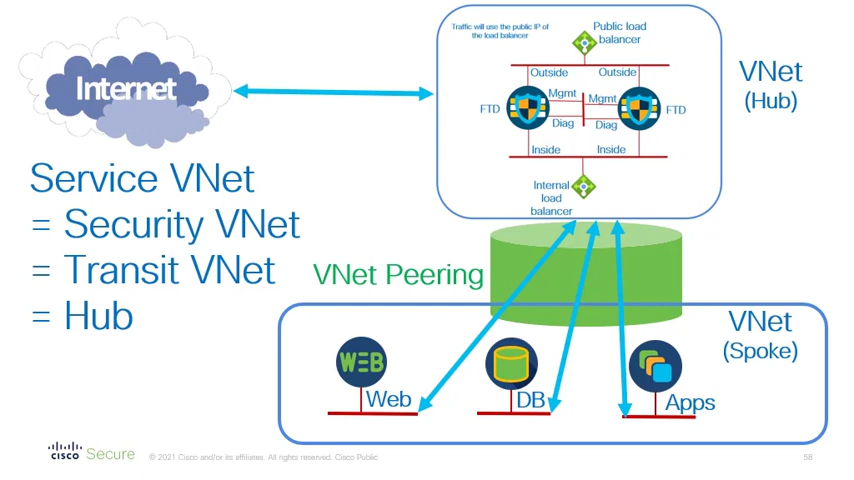 Traffic will use the public IP of
the load balancer
Public load
balancer
VNet
(Hub)
Internet
Outside
Outside
Mgmt
Mgmt
FTD
FTD
Diag
Diag
Inside
Inside
Internal
load
balancer
Service VNet
= Security VNet
= Transit VNet
= Hub
VNet Peering
VNet
(Spoke)
WEB
Web
DB
Apps
CISCO Secure
© 2021 Cisco and/or its affiliates. All rights reserved. Cisco Public
58